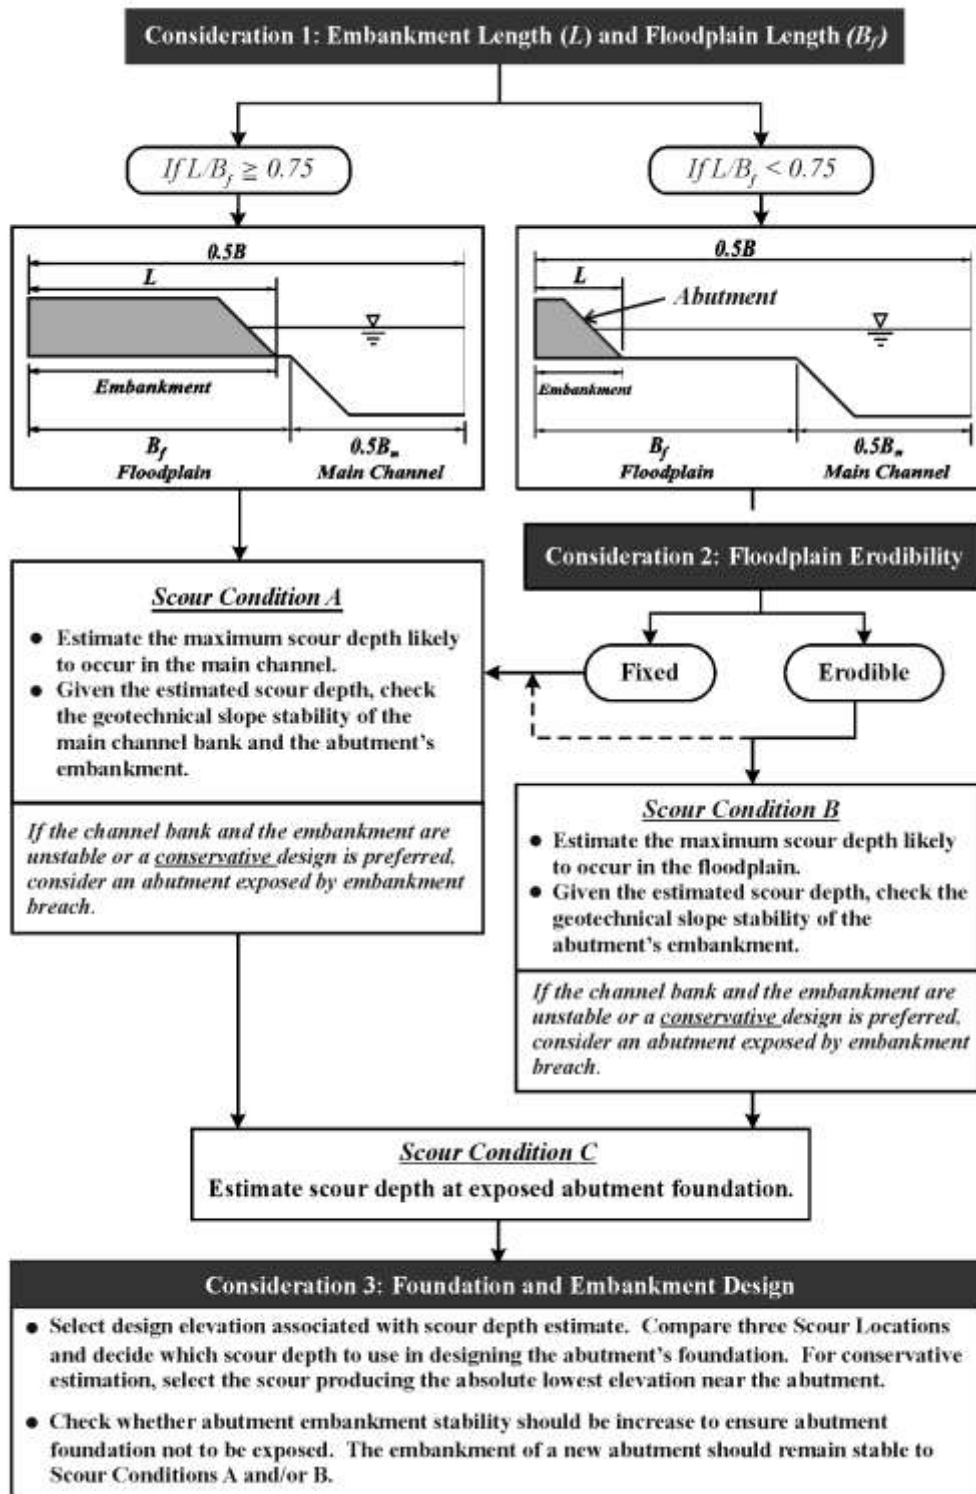 Consideration 1: Embankment Length (L) and Floodplain Length (Bf)
If L/Bf ≧ 0.75
If L/Bf < 0.75
0.5B
L
Embankment
Bf
0.5Bm
Floodplain
Main Channel
0.5B
L
Abutment
Embankment
Bf
0.5Bm
Floodplain
Main Channel
Consideration 2: Floodplain Erodibility
Fixed
Erodible
Scour Condition A
● Estimate the maximum scour depth likely
to occur in the main channel.
● Given the estimated scour depth, check
the geotechnical slope stability of the
main channel bank and the abutment's
embankment.
If the channel bank and the embankment are
unstable or a conservative design is preferred,
consider an abutment exposed by embankment
breach.
Scour Condition B
● Estimate the maximum scour depth likely
to occur in the floodplain.
● Given the estimated scour depth, check the
geotechnical slope stability of the
abutment's embankment.
If the channel bank and the embankment are
unstable or a conservative design is preferred,
consider an abutment exposed by embankment
breach.
Scour Condition C
Estimate scour depth at exposed abutment foundation.
Consideration 3: Foundation and Embankment Design
● Select design elevation associated with scour depth estimate. Compare three Scour Locations
and decide which scour depth to use in designing the abutment's foundation. For conservative
estimation, select the scour producing the absolute lowest elevation near the abutment.
● Check whether abutment embankment stability should be increase to ensure abutment
foundation not to be exposed. The embankment of a new abutment should remain stable to
Scour Conditions A and/or B.